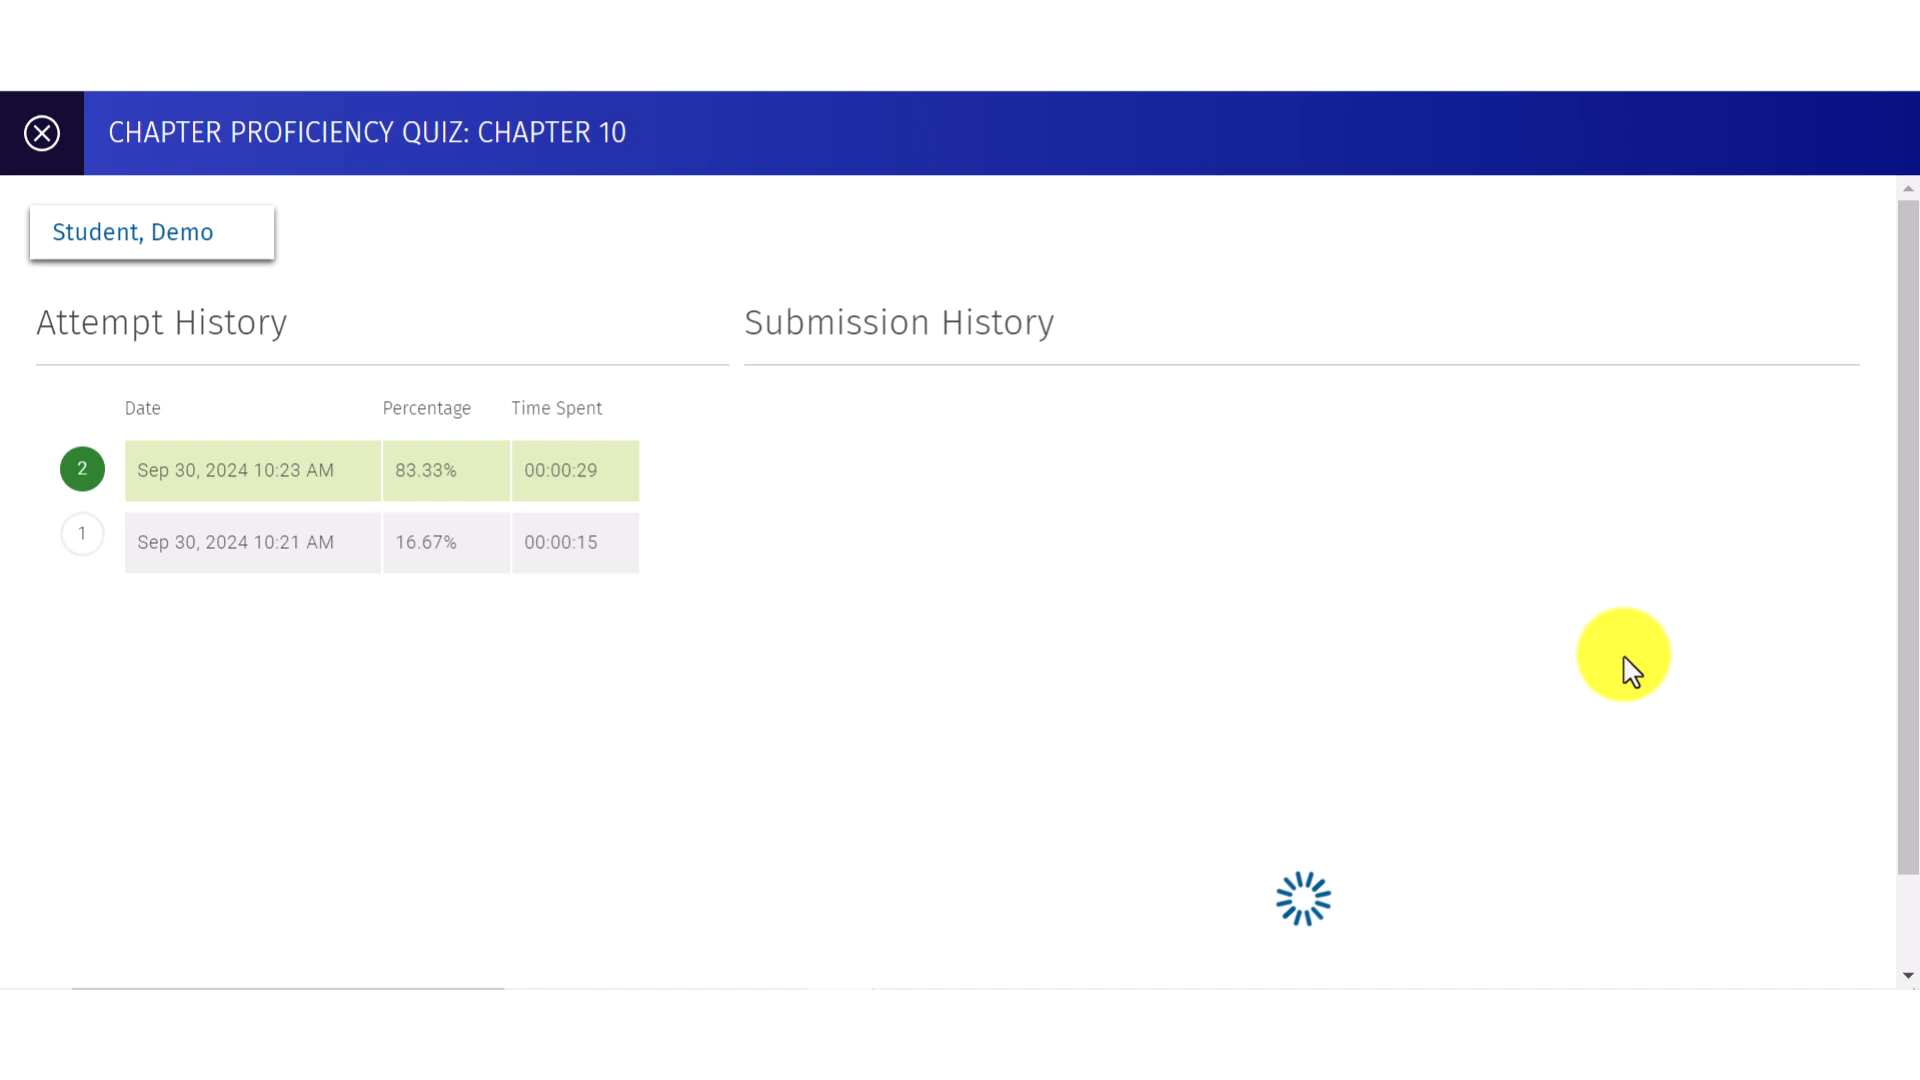 CHAPTER PROFICIENCY QUIZ: CHAPTER 10
Student, Demo
Attempt History
Submission History
Date Percentage Time Spent
2 Sep 30, 2024 10:23 AM 83.33% 00:00:29
1 Sep 30, 2024 10:21 AM 16.67% 00:00:15